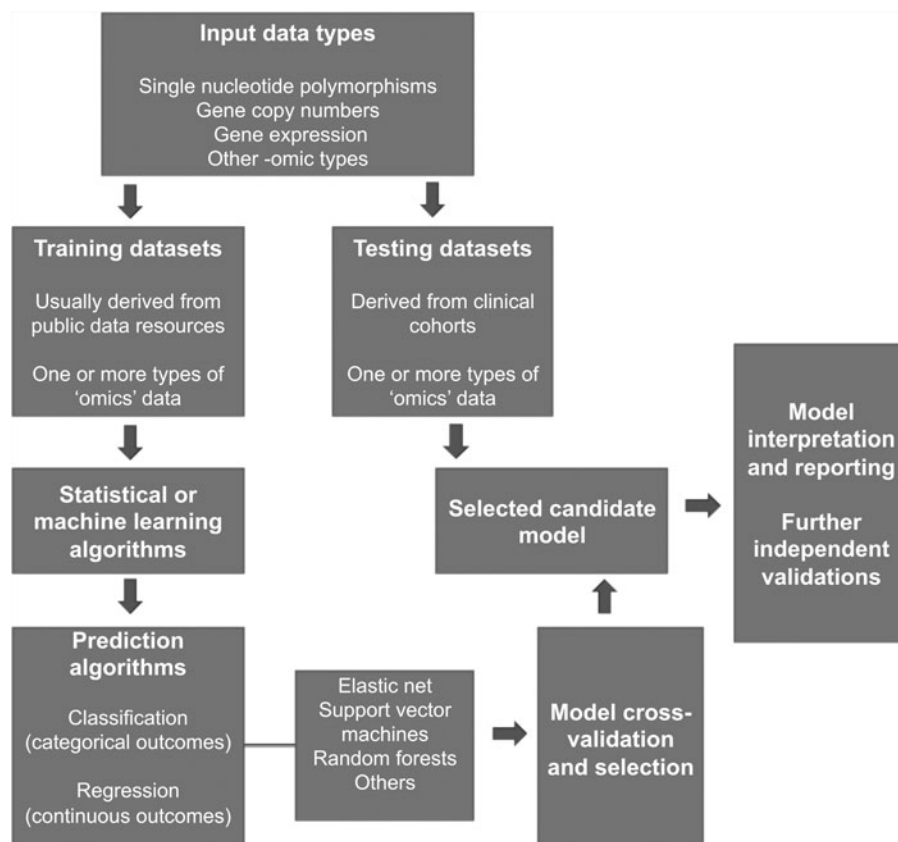 Input data types
Single nucleotide polymorphisms
Gene copy numbers
Gene expression
Other -omic types
Training datasets
Usually derived from
public data resources
One or more types of
‘omics’ data
Testing datasets
Derived from clinical
cohorts
One or more types of
‘omics’ data
Statistical or
machine learning
algorithms
Prediction
algorithms
Classification
(categorical outcomes)
Regression
(continuous outcomes)
Elastic net
Support vector
machines
Random forests
Others
Model cross-
validation
and selection
Selected candidate
model
Model
interpretation
and reporting
Further
independent
validations